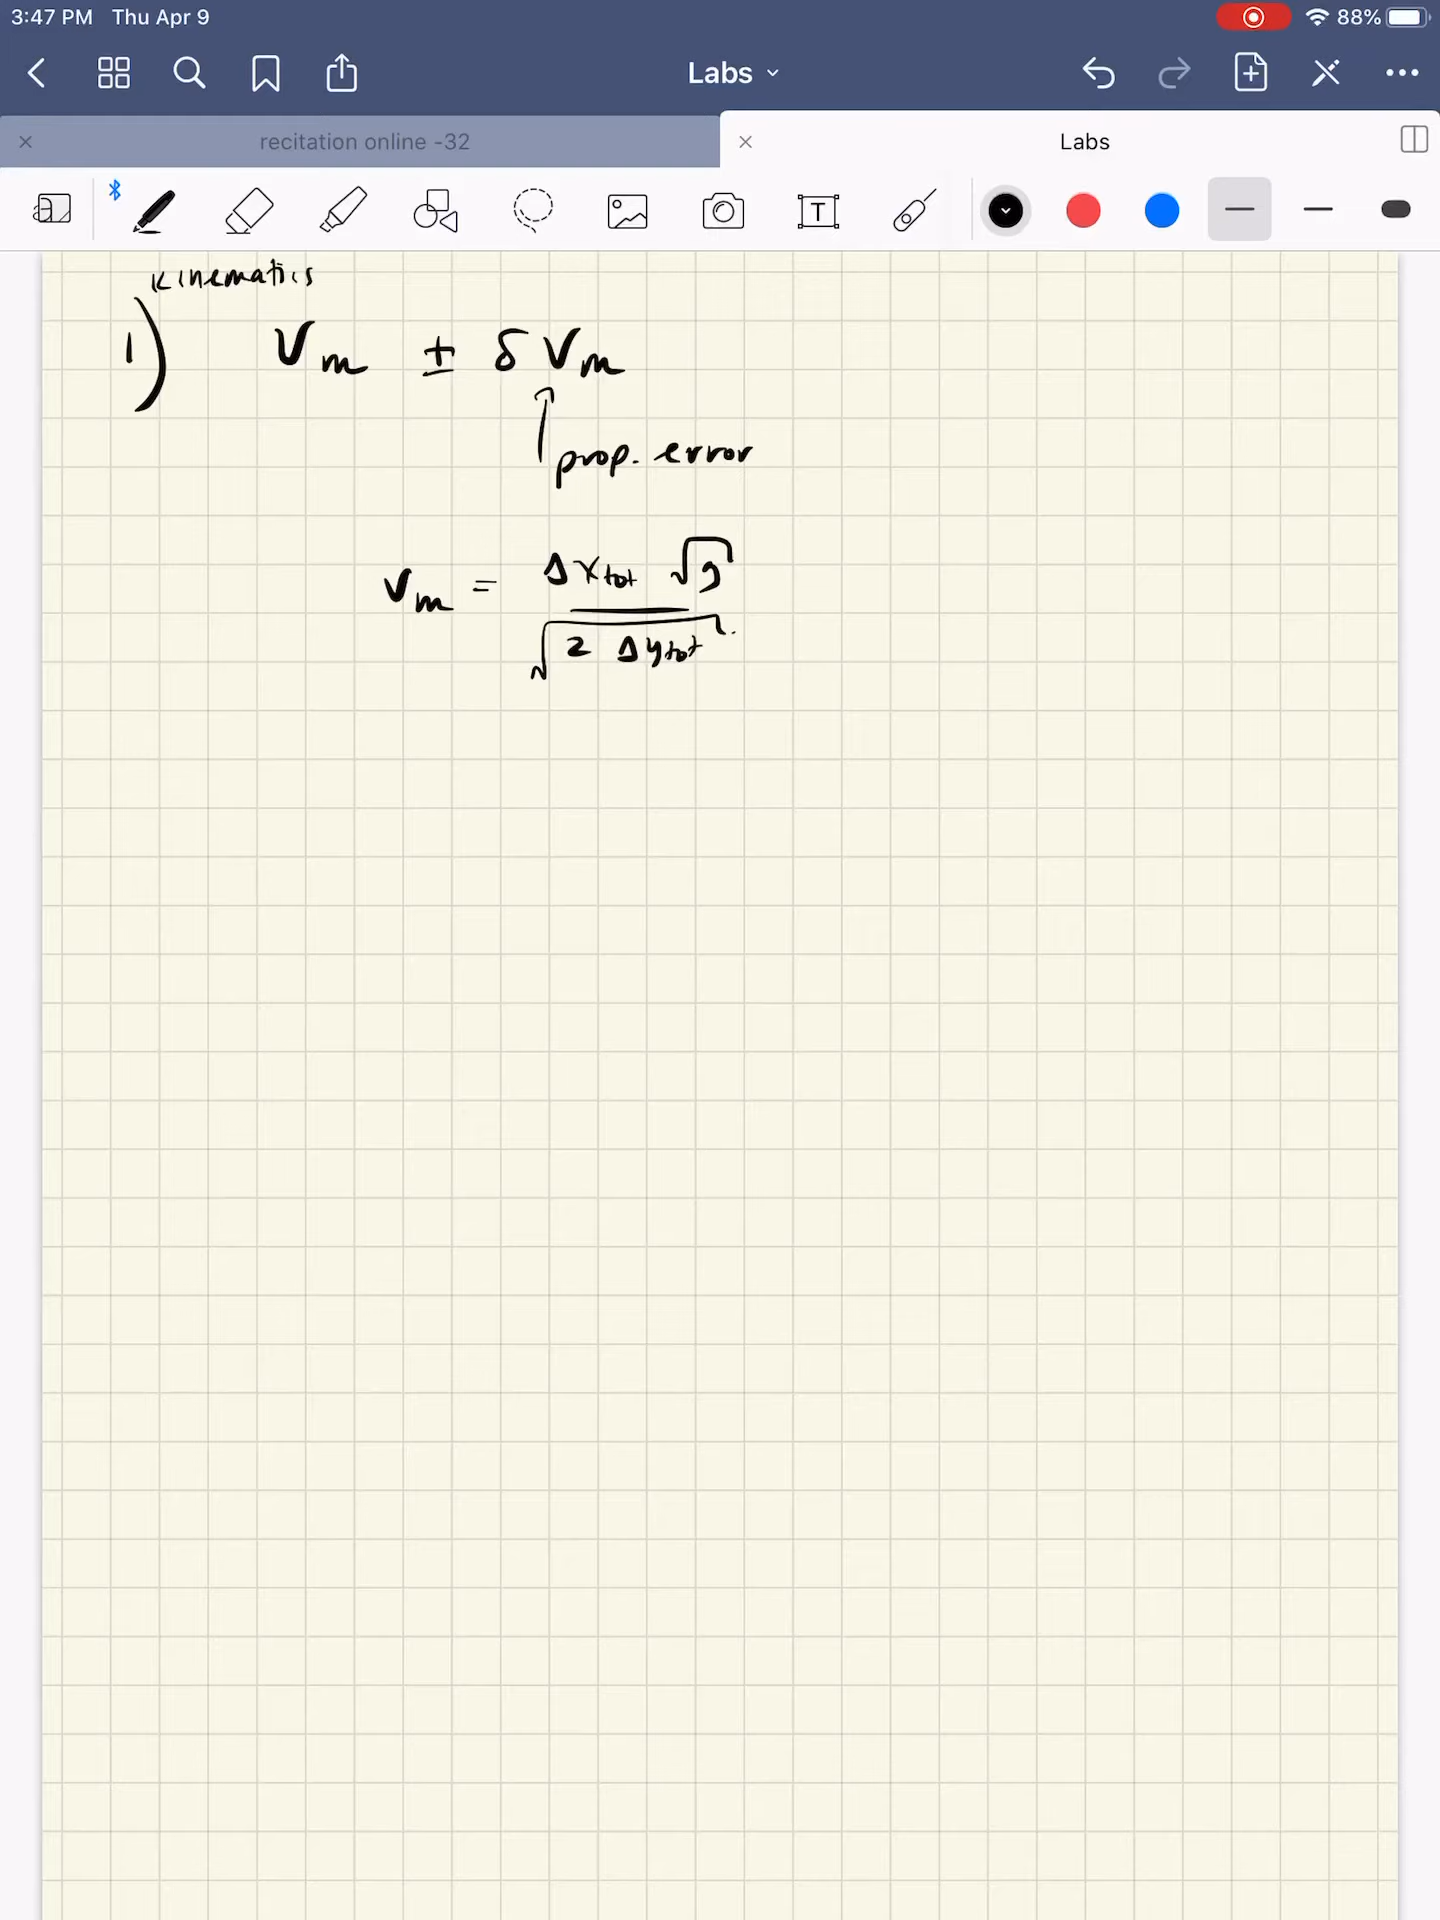 3:47 PM Thu Apr 9 88%
Labs
recitation online -32
Labs
T
kinematics
1) Vm ± δVm
prop. error
Vm = Δxtot √g / √(2 Δytot)